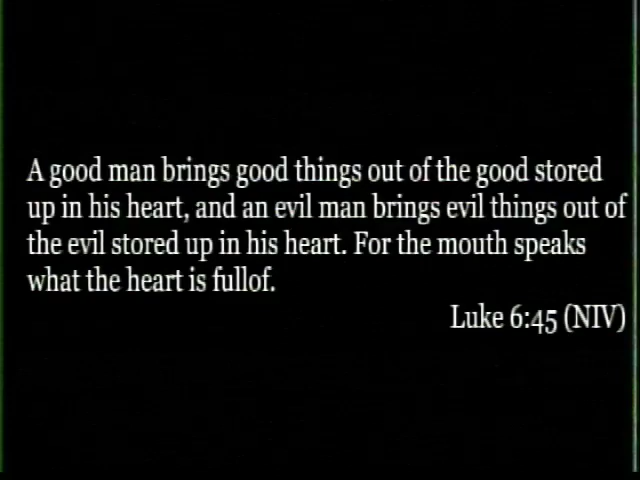 A good man brings good things out of the good stored
up in his heart, and an evil man brings evil things out of
the evil stored up in his heart. For the mouth speaks
what the heart is fullof.
Luke 6:45 (NIV)